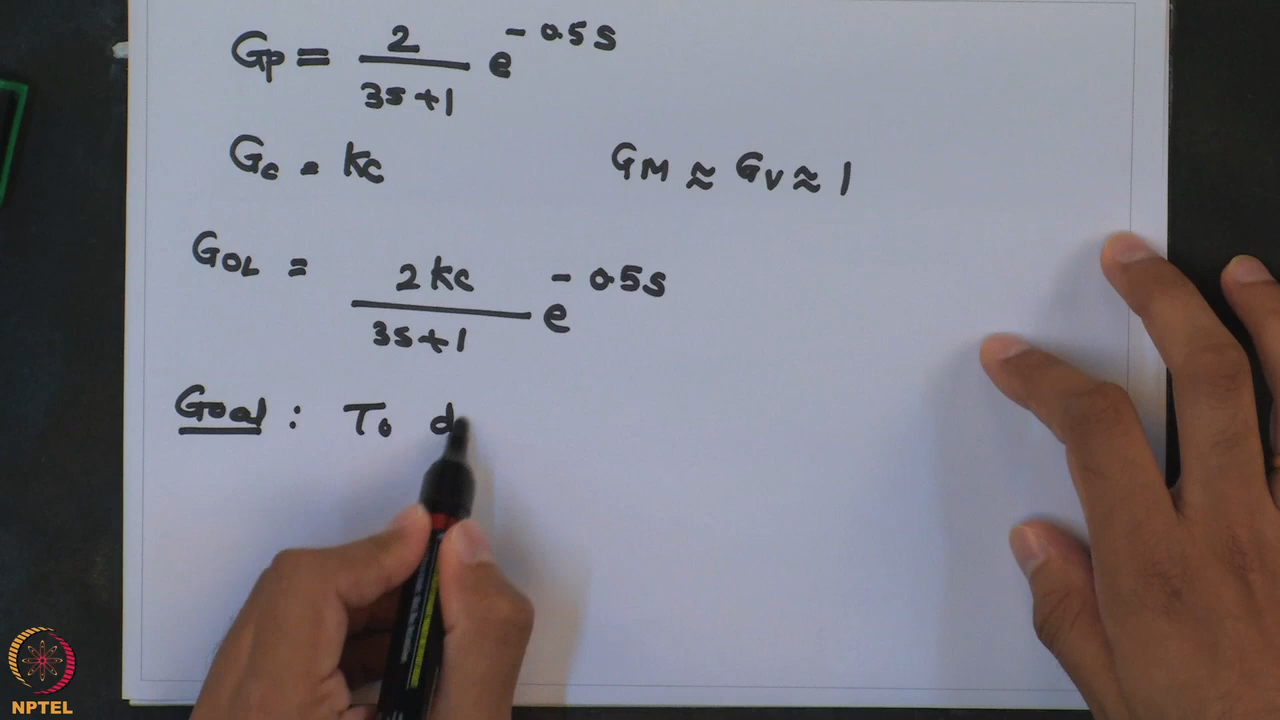 Gp = 2/(3s+1) e^-0.5s
Gc = Kc GM ≈ GV ≈ 1
GOL = 2Kc/(3s+1) e^-0.5s
Goal : To d
NPTEL